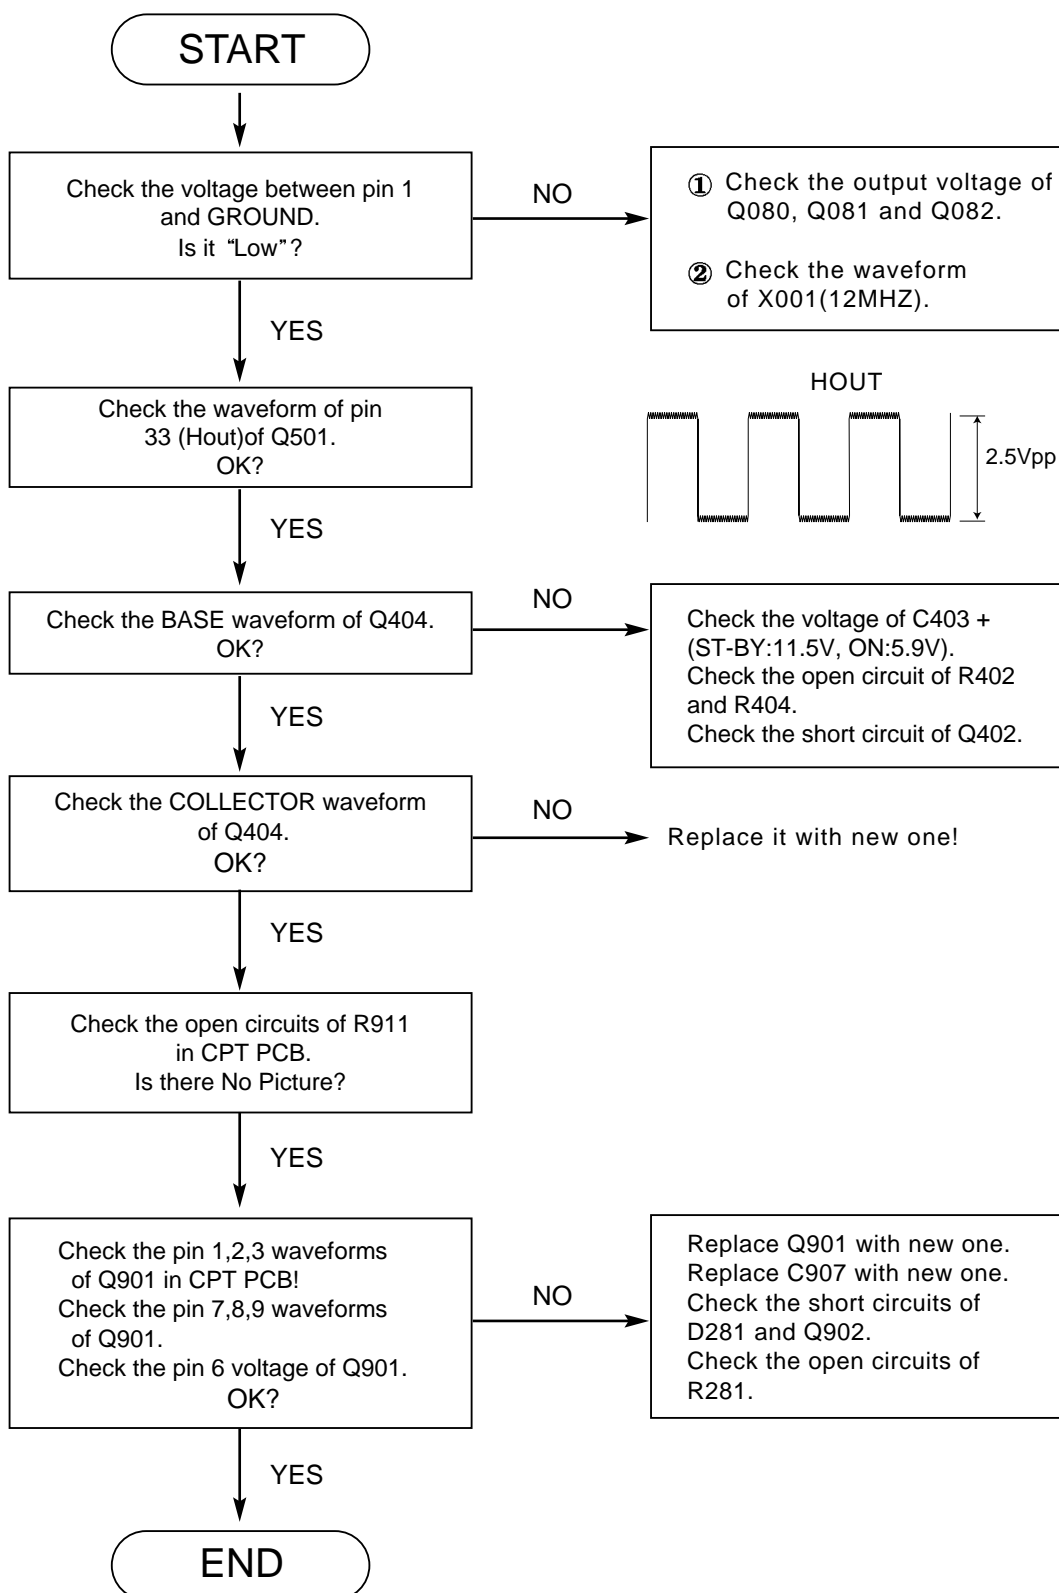 START
Check the voltage between pin 1
and GROUND.
Is it “Low”?
NO
① Check the output voltage of
Q080, Q081 and Q082.
② Check the waveform
of X001(12MHZ).
YES
Check the waveform of pin
33 (Hout)of Q501.
OK?
HOUT
2.5Vpp
YES
Check the BASE waveform of Q404.
OK?
NO
Check the voltage of C403 +
(ST-BY:11.5V, ON:5.9V).
Check the open circuit of R402
and R404.
Check the short circuit of Q402.
YES
Check the COLLECTOR waveform
of Q404.
OK?
NO
Replace it with new one!
YES
Check the open circuits of R911
in CPT PCB.
Is there No Picture?
YES
Check the pin 1,2,3 waveforms
of Q901 in CPT PCB!
Check the pin 7,8,9 waveforms
of Q901.
Check the pin 6 voltage of Q901.
OK?
NO
Replace Q901 with new one.
Replace C907 with new one.
Check the short circuits of
D281 and Q902.
Check the open circuits of
R281.
YES
END